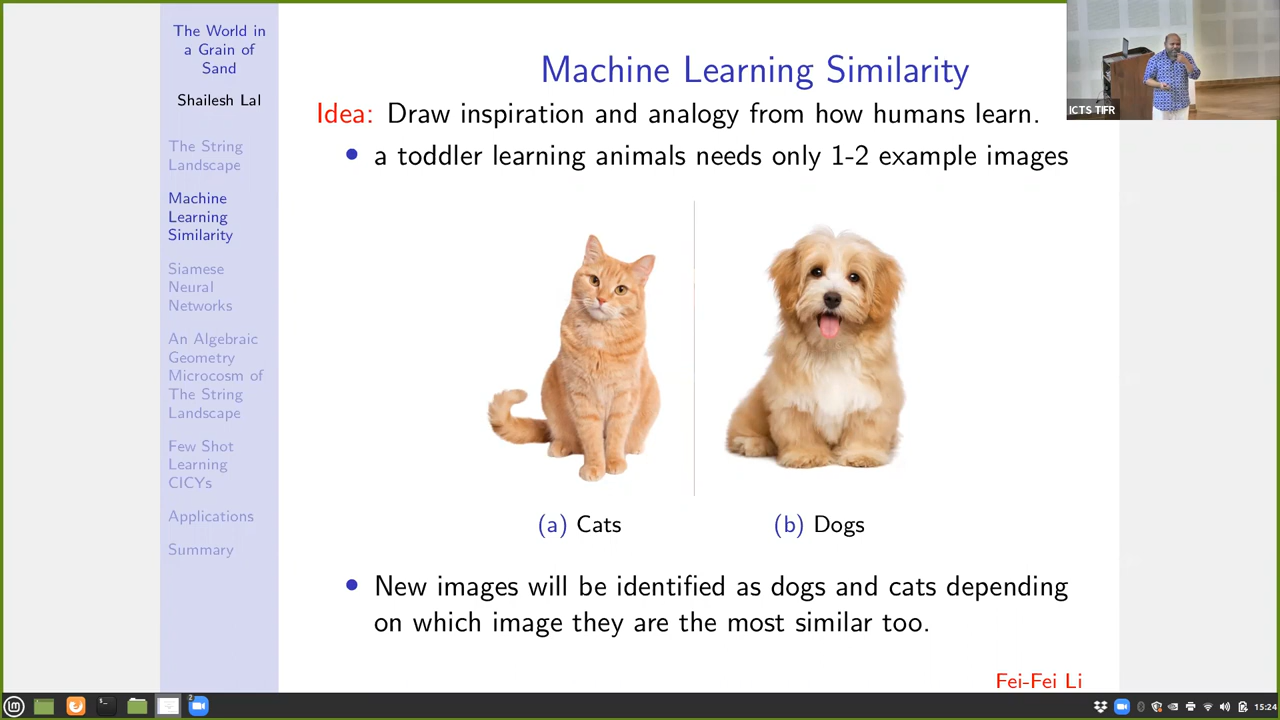 The World in
a Grain of
Sand
Shailesh Lal
The String
Landscape
Machine
Learning
Similarity
Siamese
Neural
Networks
An Algebraic
Geometry
Microcosm of
The String
Landscape
Few Shot
Learning
CICYs
Applications
Summary
Machine Learning Similarity
Idea: Draw inspiration and analogy from how humans learn.
• a toddler learning animals needs only 1-2 example images
(a) Cats
(b) Dogs
• New images will be identified as dogs and cats depending
on which image they are the most similar too.
Fei-Fei Li
ICTS TIFR
2
15:24